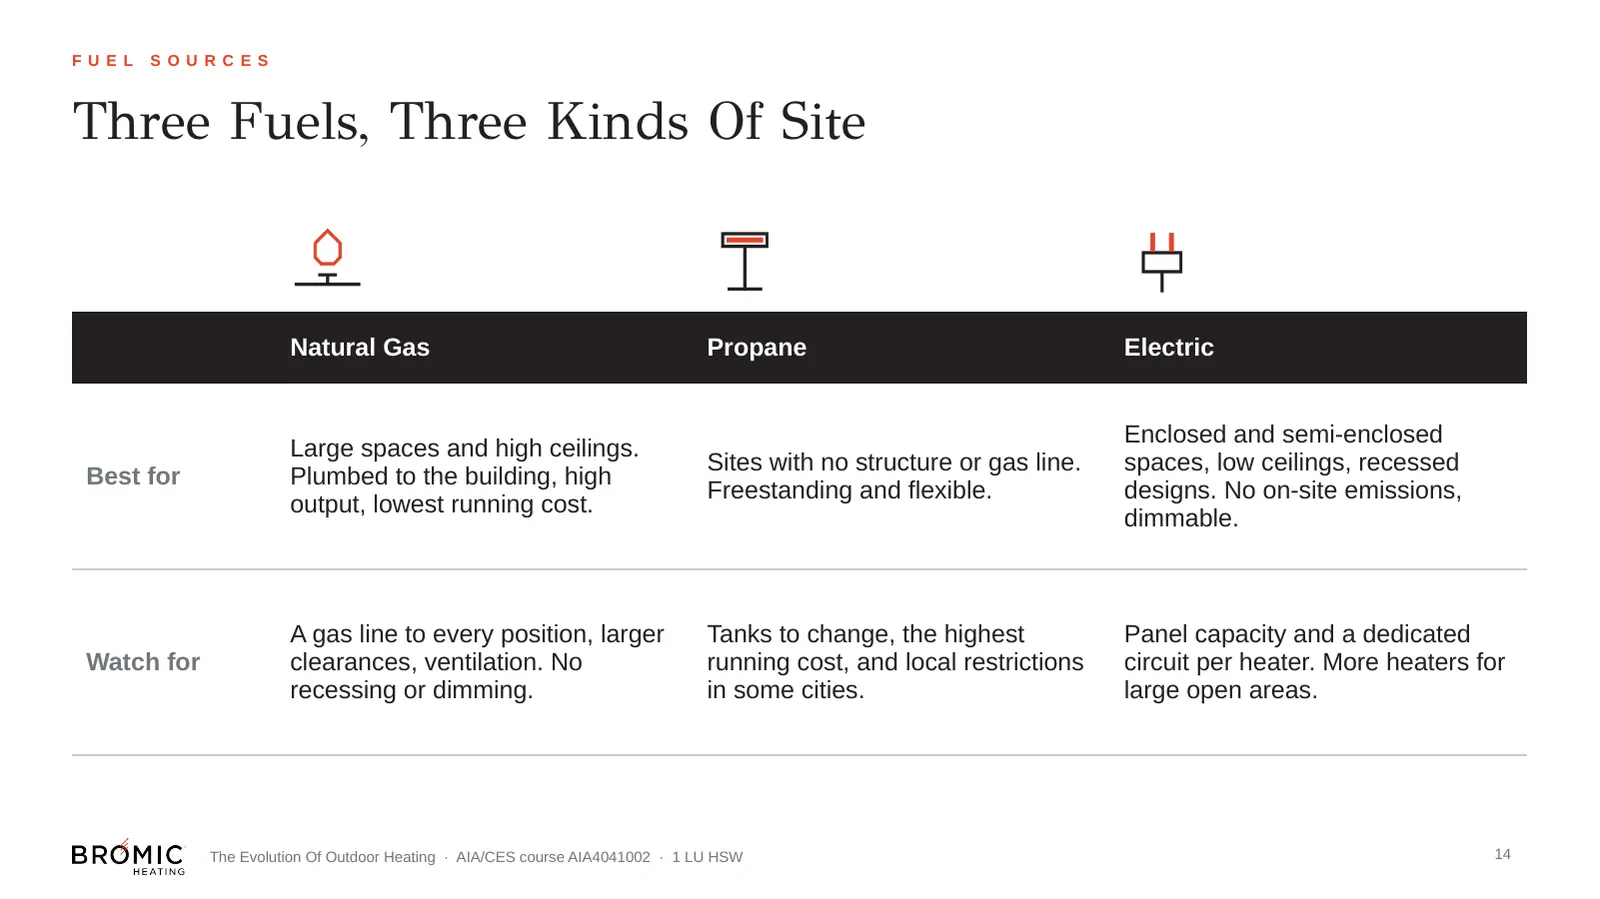 FUEL SOURCES
Three Fuels, Three Kinds Of Site
Natural Gas
Propane
Electric
Best for
Large spaces and high ceilings.
Plumbed to the building, high
output, lowest running cost.
Sites with no structure or gas line.
Freestanding and flexible.
Enclosed and semi-enclosed
spaces, low ceilings, recessed
designs. No on-site emissions,
dimmable.
Watch for
A gas line to every position, larger
clearances, ventilation. No
recessing or dimming.
Tanks to change, the highest
running cost, and local restrictions
in some cities.
Panel capacity and a dedicated
circuit per heater. More heaters for
large open areas.
BROMIC
HEATING
The Evolution Of Outdoor Heating · AIA/CES course AIA4041002 · 1 LU HSW
14